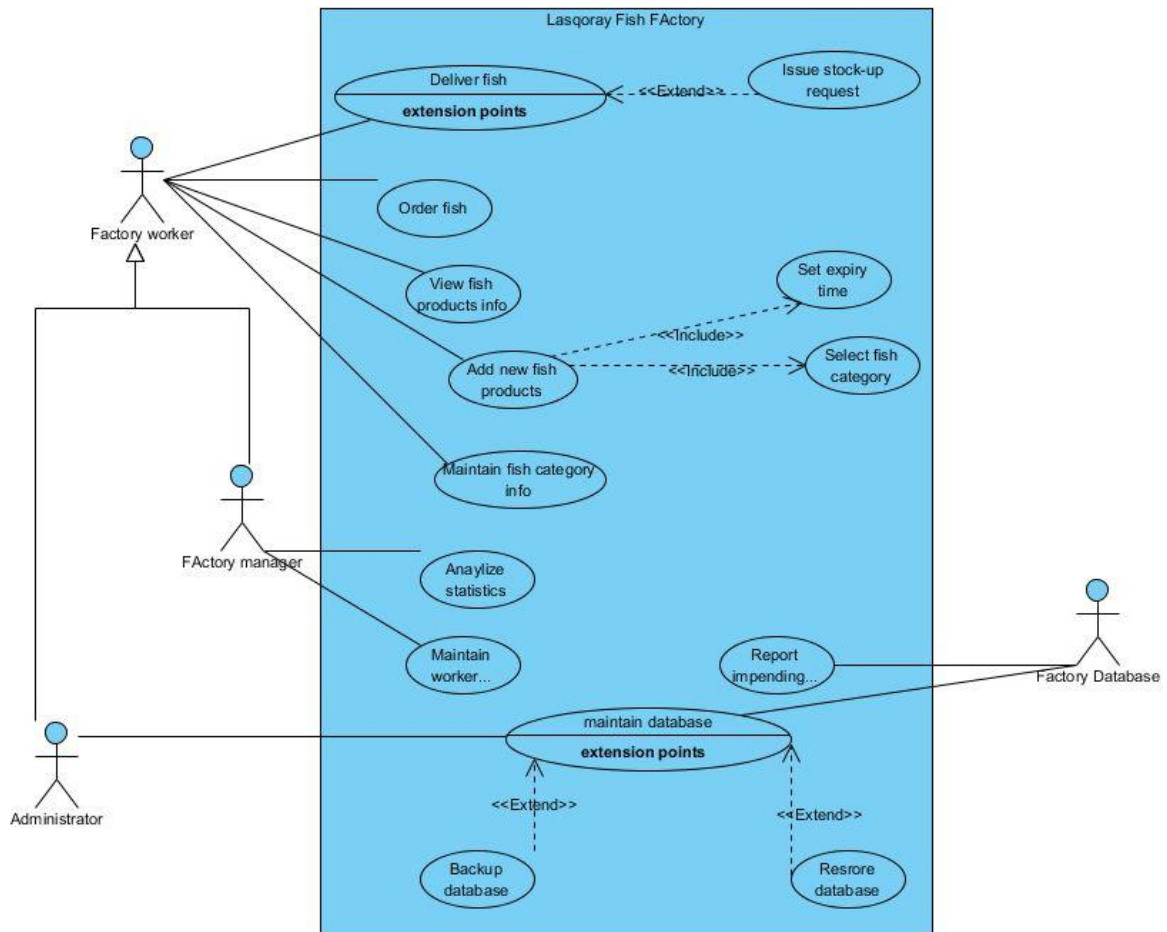 Lasqoray Fish FActory
Deliver fish
extension points
<<Extend>>
Issue stock-up
request
Factory worker
Order fish
View fish
products info
Set expiry
time
<<Include>>
Add new fish
products
<<Include>>
Select fish
category
Maintain fish category
info
FActory manager
Anaylize
statistics
Maintain
worker...
Report
impending...
Factory Database
maintain database
extension points
Administrator
<<Extend>>
<<Extend>>
Backup
database
Resrore
database